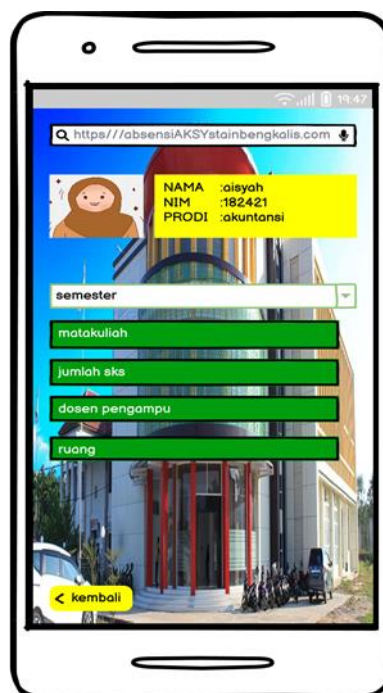 19:47
https///absensiAKSYstainbengkalis.com
NAMA :aisyah
NIM :182421
PRODI :akuntansi
semester
matakuliah
jumlah sks
dosen pengampu
ruang
< kembali